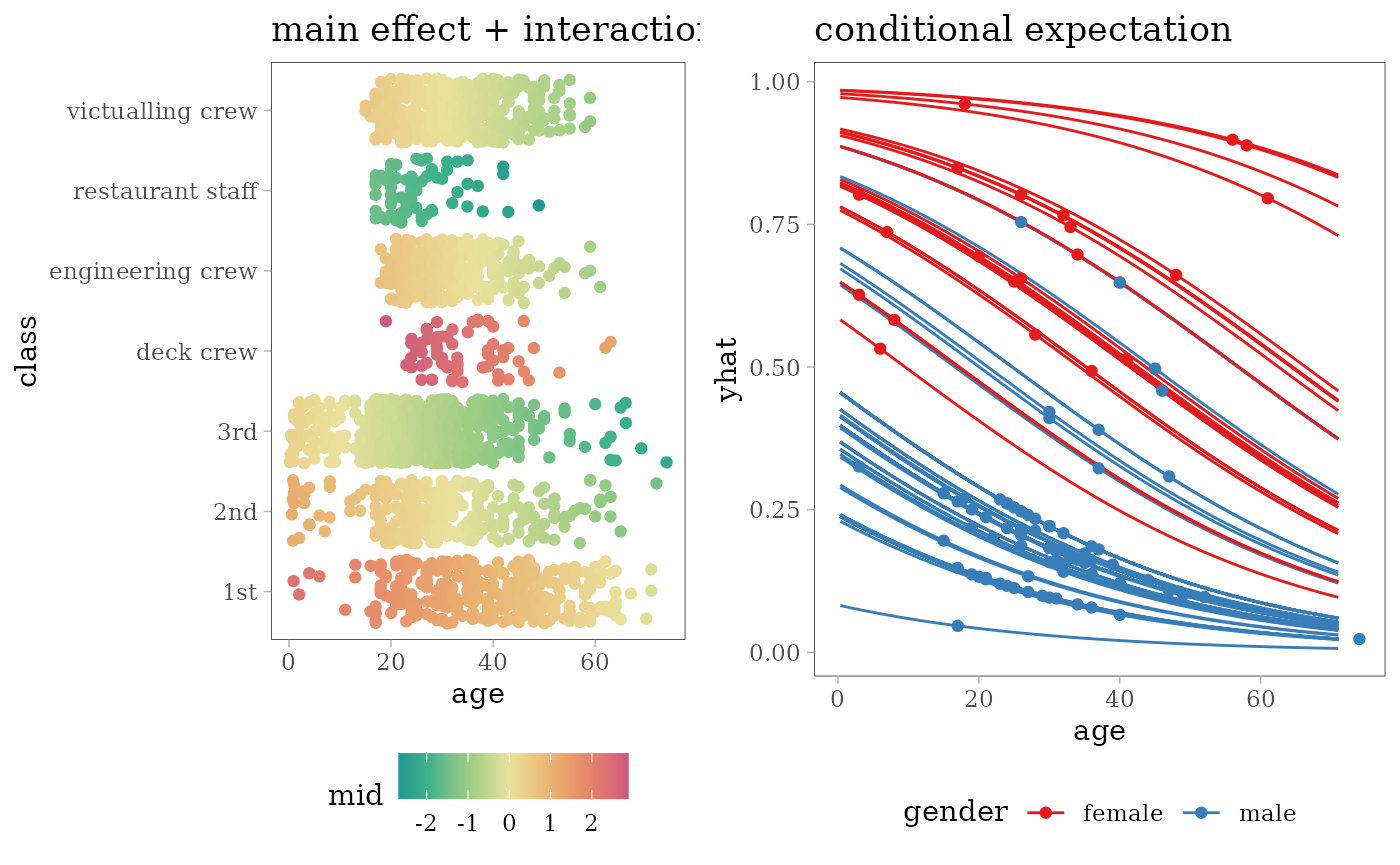 main effect + interaction
class
victualling crew
restaurant staff
engineering crew
deck crew
3rd
2nd
1st
0 20 40 60
age
mid
-2 -1 0 1 2
conditional expectation
yhat
1.00
0.75
0.50
0.25
0.00
0 20 40 60
age
gender female male